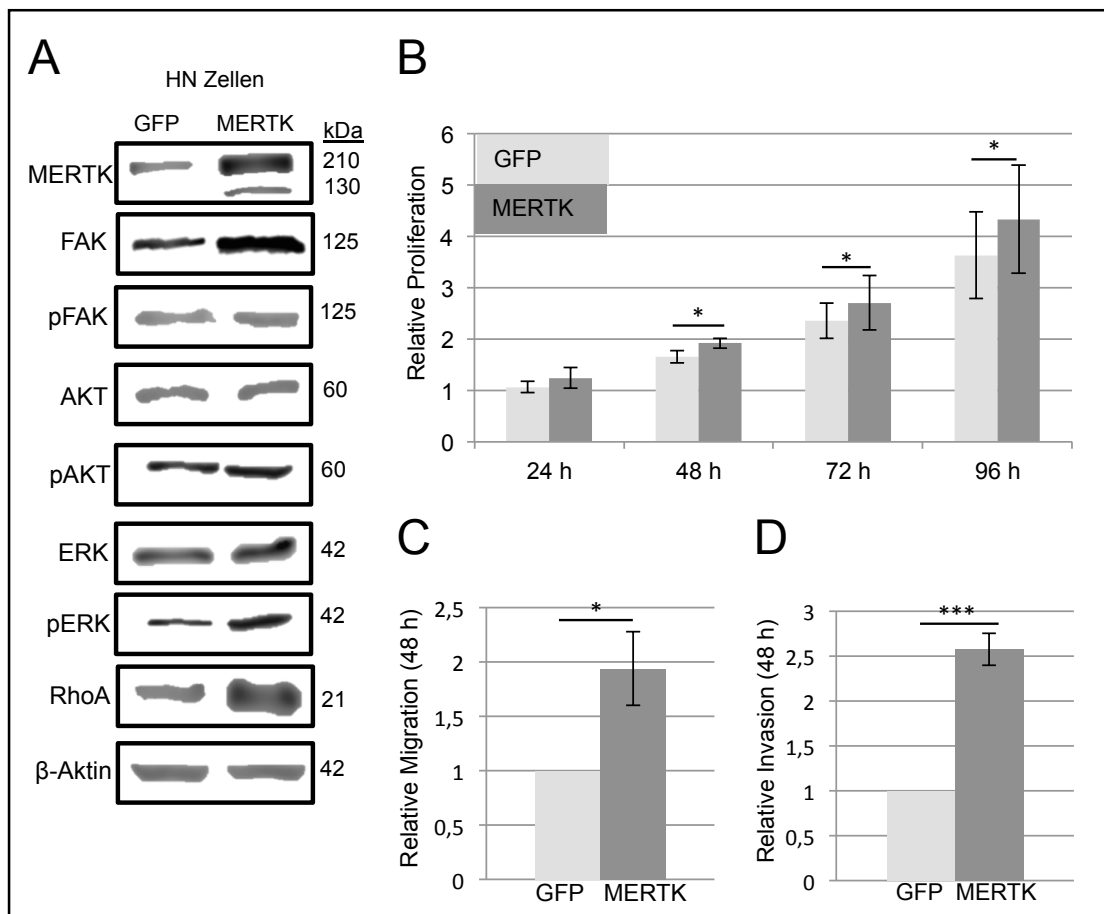 A
HN Zellen
GFP MERTK kDa
MERTK 210
130
FAK 125
pFAK 125
AKT 60
pAKT 60
ERK 42
pERK 42
RhoA 21
β-Aktin 42
B
Relative Proliferation
6
5
4
3
2
1
0
GFP
MERTK
*
*
*
24 h 48 h 72 h 96 h
C
Relative Migration (48 h)
2,5
2
1,5
1
0,5
0
*
GFP MERTK
D
Relative Invasion (48 h)
3
2,5
2
1,5
1
0,5
0
***
GFP MERTK